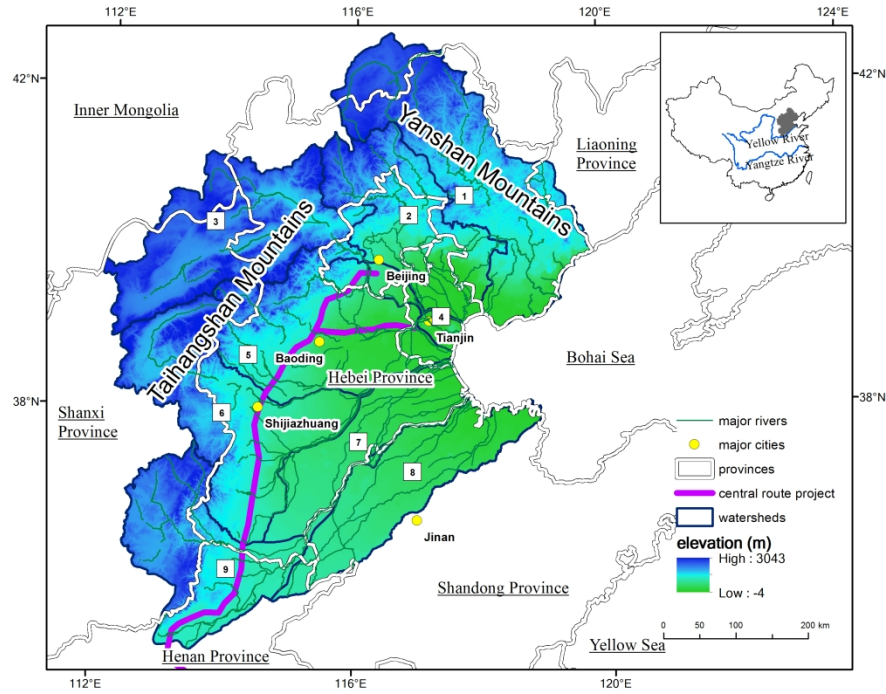 112°E
116°E
120°E
124°E
42°N
42°N
Inner Mongolia
Yanshan Mountains
Liaoning
Province
Yellow River
Yangtze River
3
1
2
Taihangshan Mountains
Beijing
4
Tianjin
Baoding
5
Hebei Province
Bohai Sea
38°N
38°N
Shanxi
Province
6
Shijiazhuang
7
8
Jinan
9
Shandong Province
Henan Province
Yellow Sea
major rivers
major cities
provinces
central route project
watersheds
elevation (m)
High : 3043
Low : -4
0 50 100 150 200 km
112°E
116°E
120°E